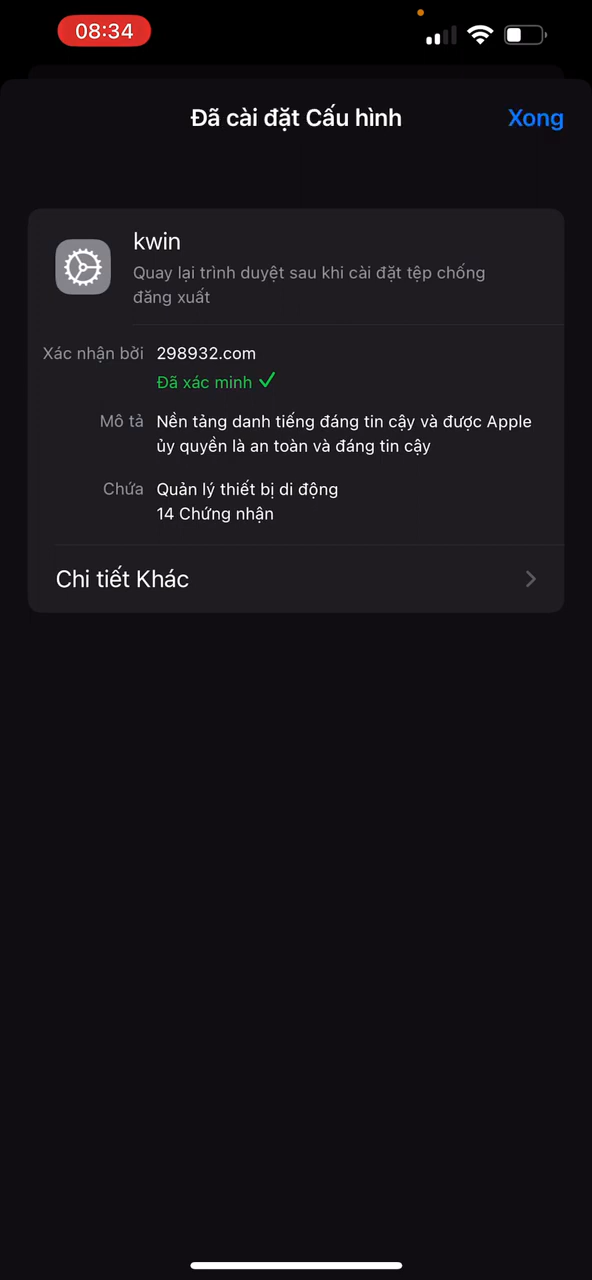 08:34
Đã cài đặt Cấu hình
Xong
kwin
Quay lại trình duyệt sau khi cài đặt tệp chống
đăng xuất
Xác nhận bởi
298932.com
Đã xác minh
Mô tả
Nền tảng danh tiếng đáng tin cậy và được Apple
ủy quyền là an toàn và đáng tin cậy
Chứa
Quản lý thiết bị di động
14 Chứng nhận
Chi tiết Khác